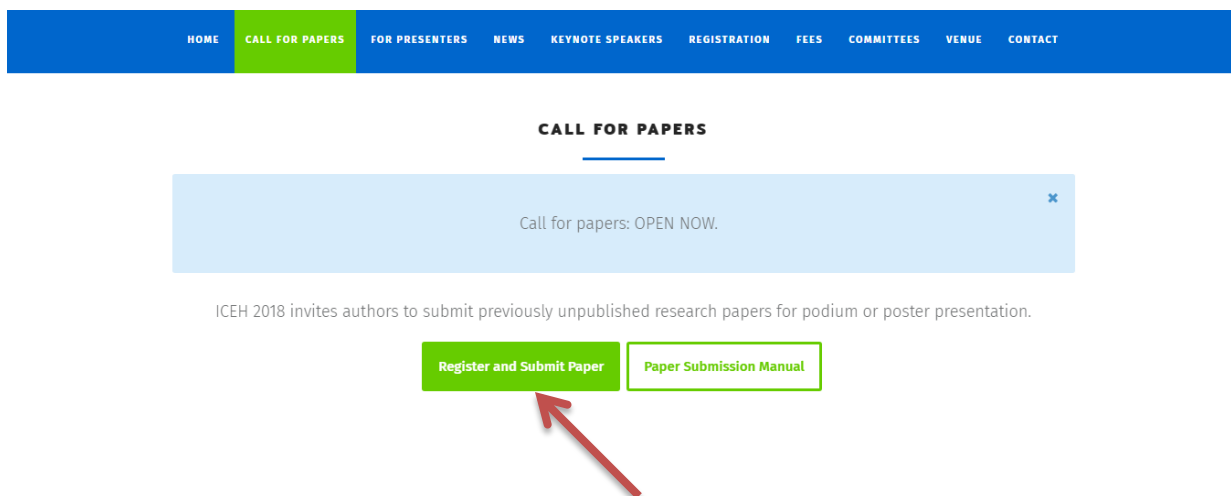 HOME CALL FOR PAPERS FOR PRESENTERS NEWS KEYNOTE SPEAKERS REGISTRATION FEES COMMITTEES VENUE CONTACT
CALL FOR PAPERS
×
Call for papers: OPEN NOW.
ICEH 2018 invites authors to submit previously unpublished research papers for podium or poster presentation.
Register and Submit Paper Paper Submission Manual